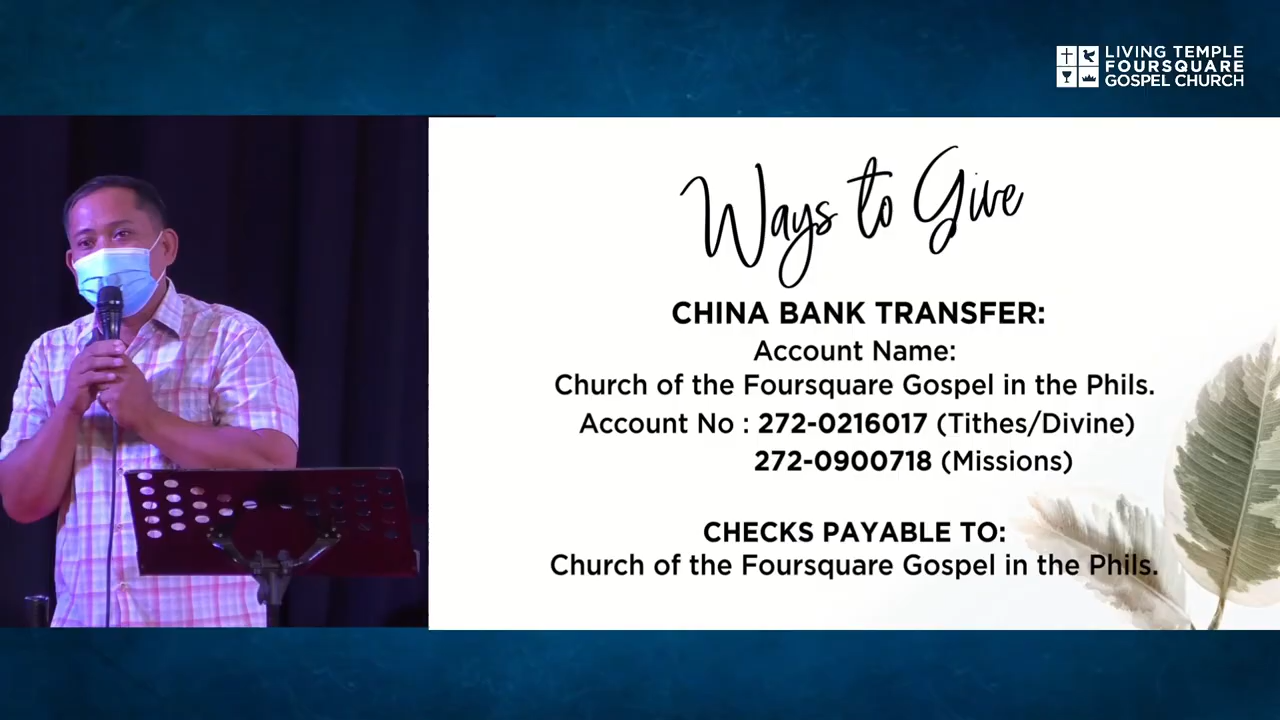 LIVING TEMPLE
FOURSQUARE
GOSPEL CHURCH
Ways to Give
CHINA BANK TRANSFER:
Account Name:
Church of the Foursquare Gospel in the Phils.
Account No : 272-0216017 (Tithes/Divine)
272-0900718 (Missions)
CHECKS PAYABLE TO:
Church of the Foursquare Gospel in the Phils.